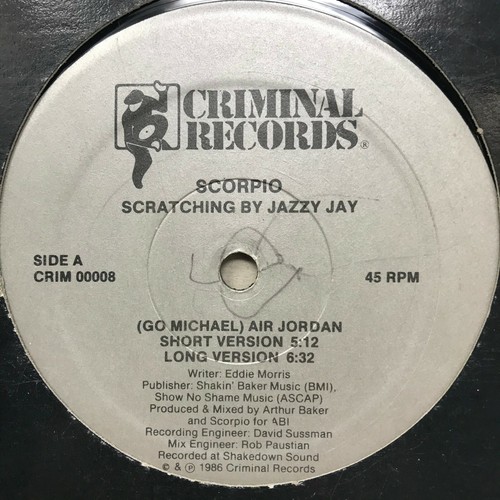 CRIMINAL
RECORDS®
SCORPIO
SCRATCHING BY JAZZY JAY
SIDE A
CRIM 00008
45 RPM
(GO MICHAEL) AIR JORDAN
SHORT VERSION 5:12
LONG VERSION 6:32
Writer: Eddie Morris
Publisher: Shakin' Baker Music (BMI),
Show No Shame Music (ASCAP)
Produced & Mixed by Arthur Baker
and Scorpio for ABI
Recording Engineer: David Sussman
Mix Engineer: Rob Paustian
Recorded at Shakedown Sound
© & ℗ 1986 Criminal Records